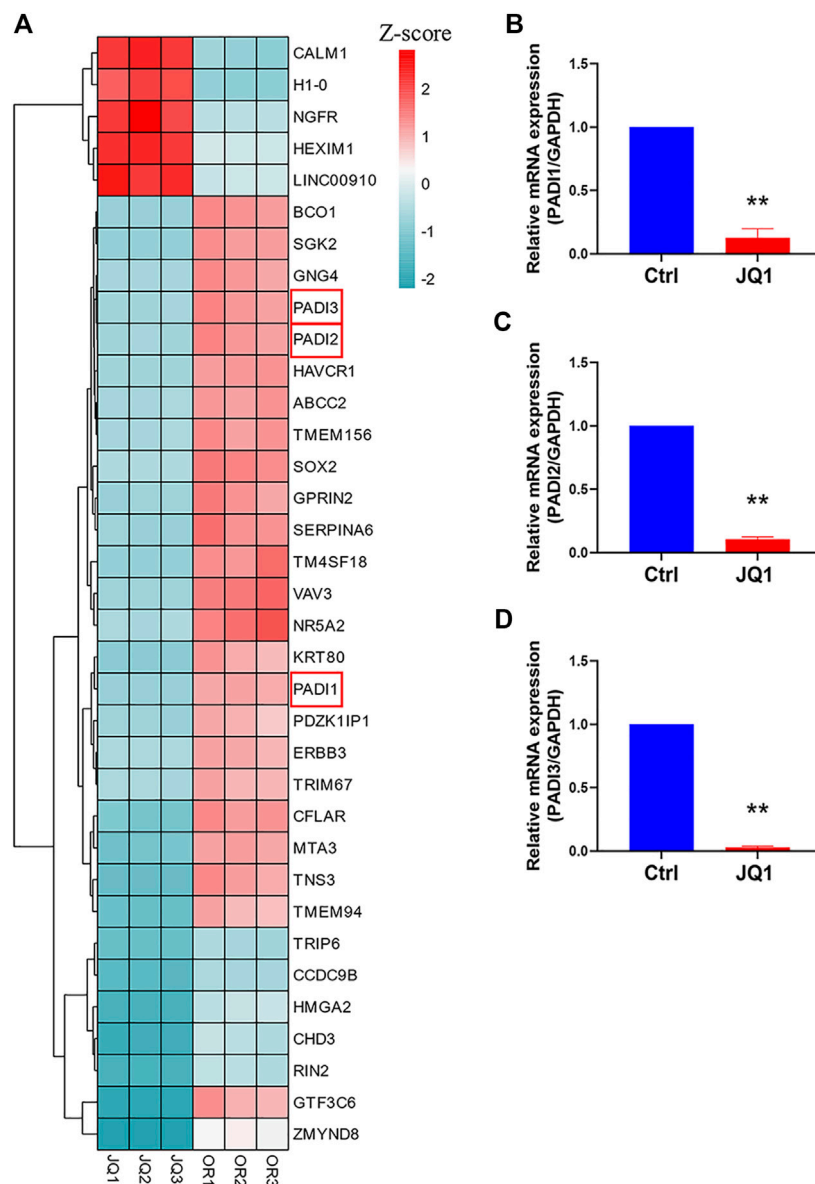 A
Z-score
2
1
0
-1
-2
CALM1
H1-0
NGFR
HEXIM1
LINC00910
BCO1
SGK2
GNG4
PADI3
PADI2
HAVCR1
ABCC2
TMEM156
SOX2
GPRIN2
SERPINA6
TM4SF18
VAV3
NR5A2
KRT80
PADI1
PDZK1IP1
ERBB3
TRIM67
CFLAR
MTA3
TNS3
TMEM94
TRIP6
CCDC9B
HMGA2
CHD3
RIN2
GTF3C6
ZMYND8
JQ1
JQ2
JQ3
OR1
OR2
OR3
B
Relative mRNA expression
(PADI1/GAPDH)
1.5
1.0
0.5
0.0
**
Ctrl
JQ1
C
Relative mRNA expression
(PADI2/GAPDH)
1.5
1.0
0.5
0.0
**
Ctrl
JQ1
D
Relative mRNA expression
(PADI3/GAPDH)
1.5
1.0
0.5
0.0
**
Ctrl
JQ1